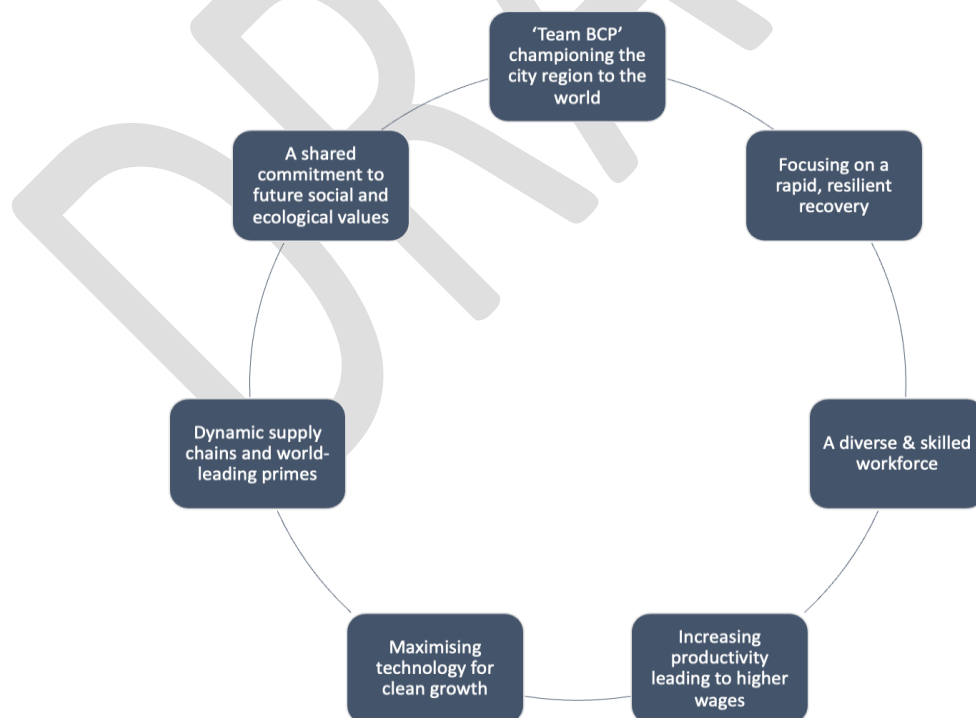 ‘Team BCP’
championing the
city region to the
world
Focusing on a
rapid, resilient
recovery
A diverse & skilled
workforce
Increasing
productivity
leading to higher
wages
Maximising
technology for
clean growth
Dynamic supply
chains and world-
leading primes
A shared
commitment to
future social and
ecological values